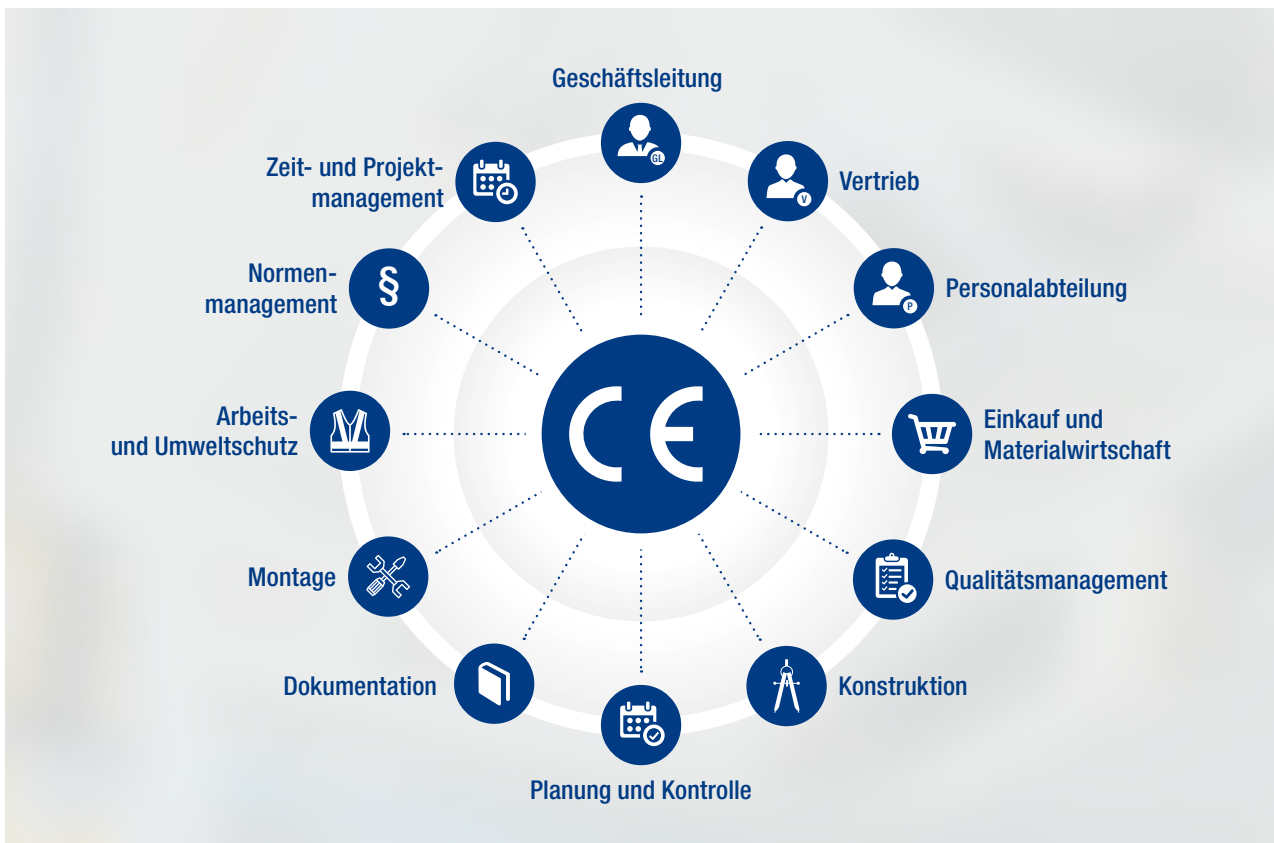 Geschäftsleitung
GL
Vertrieb
V
Personalabteilung
P
Einkauf und
Materialwirtschaft
Qualitätsmanagement
Konstruktion
Planung und Kontrolle
Dokumentation
Montage
Arbeits-
und Umweltschutz
Normen-
management
§
Zeit- und Projekt-
management
CE